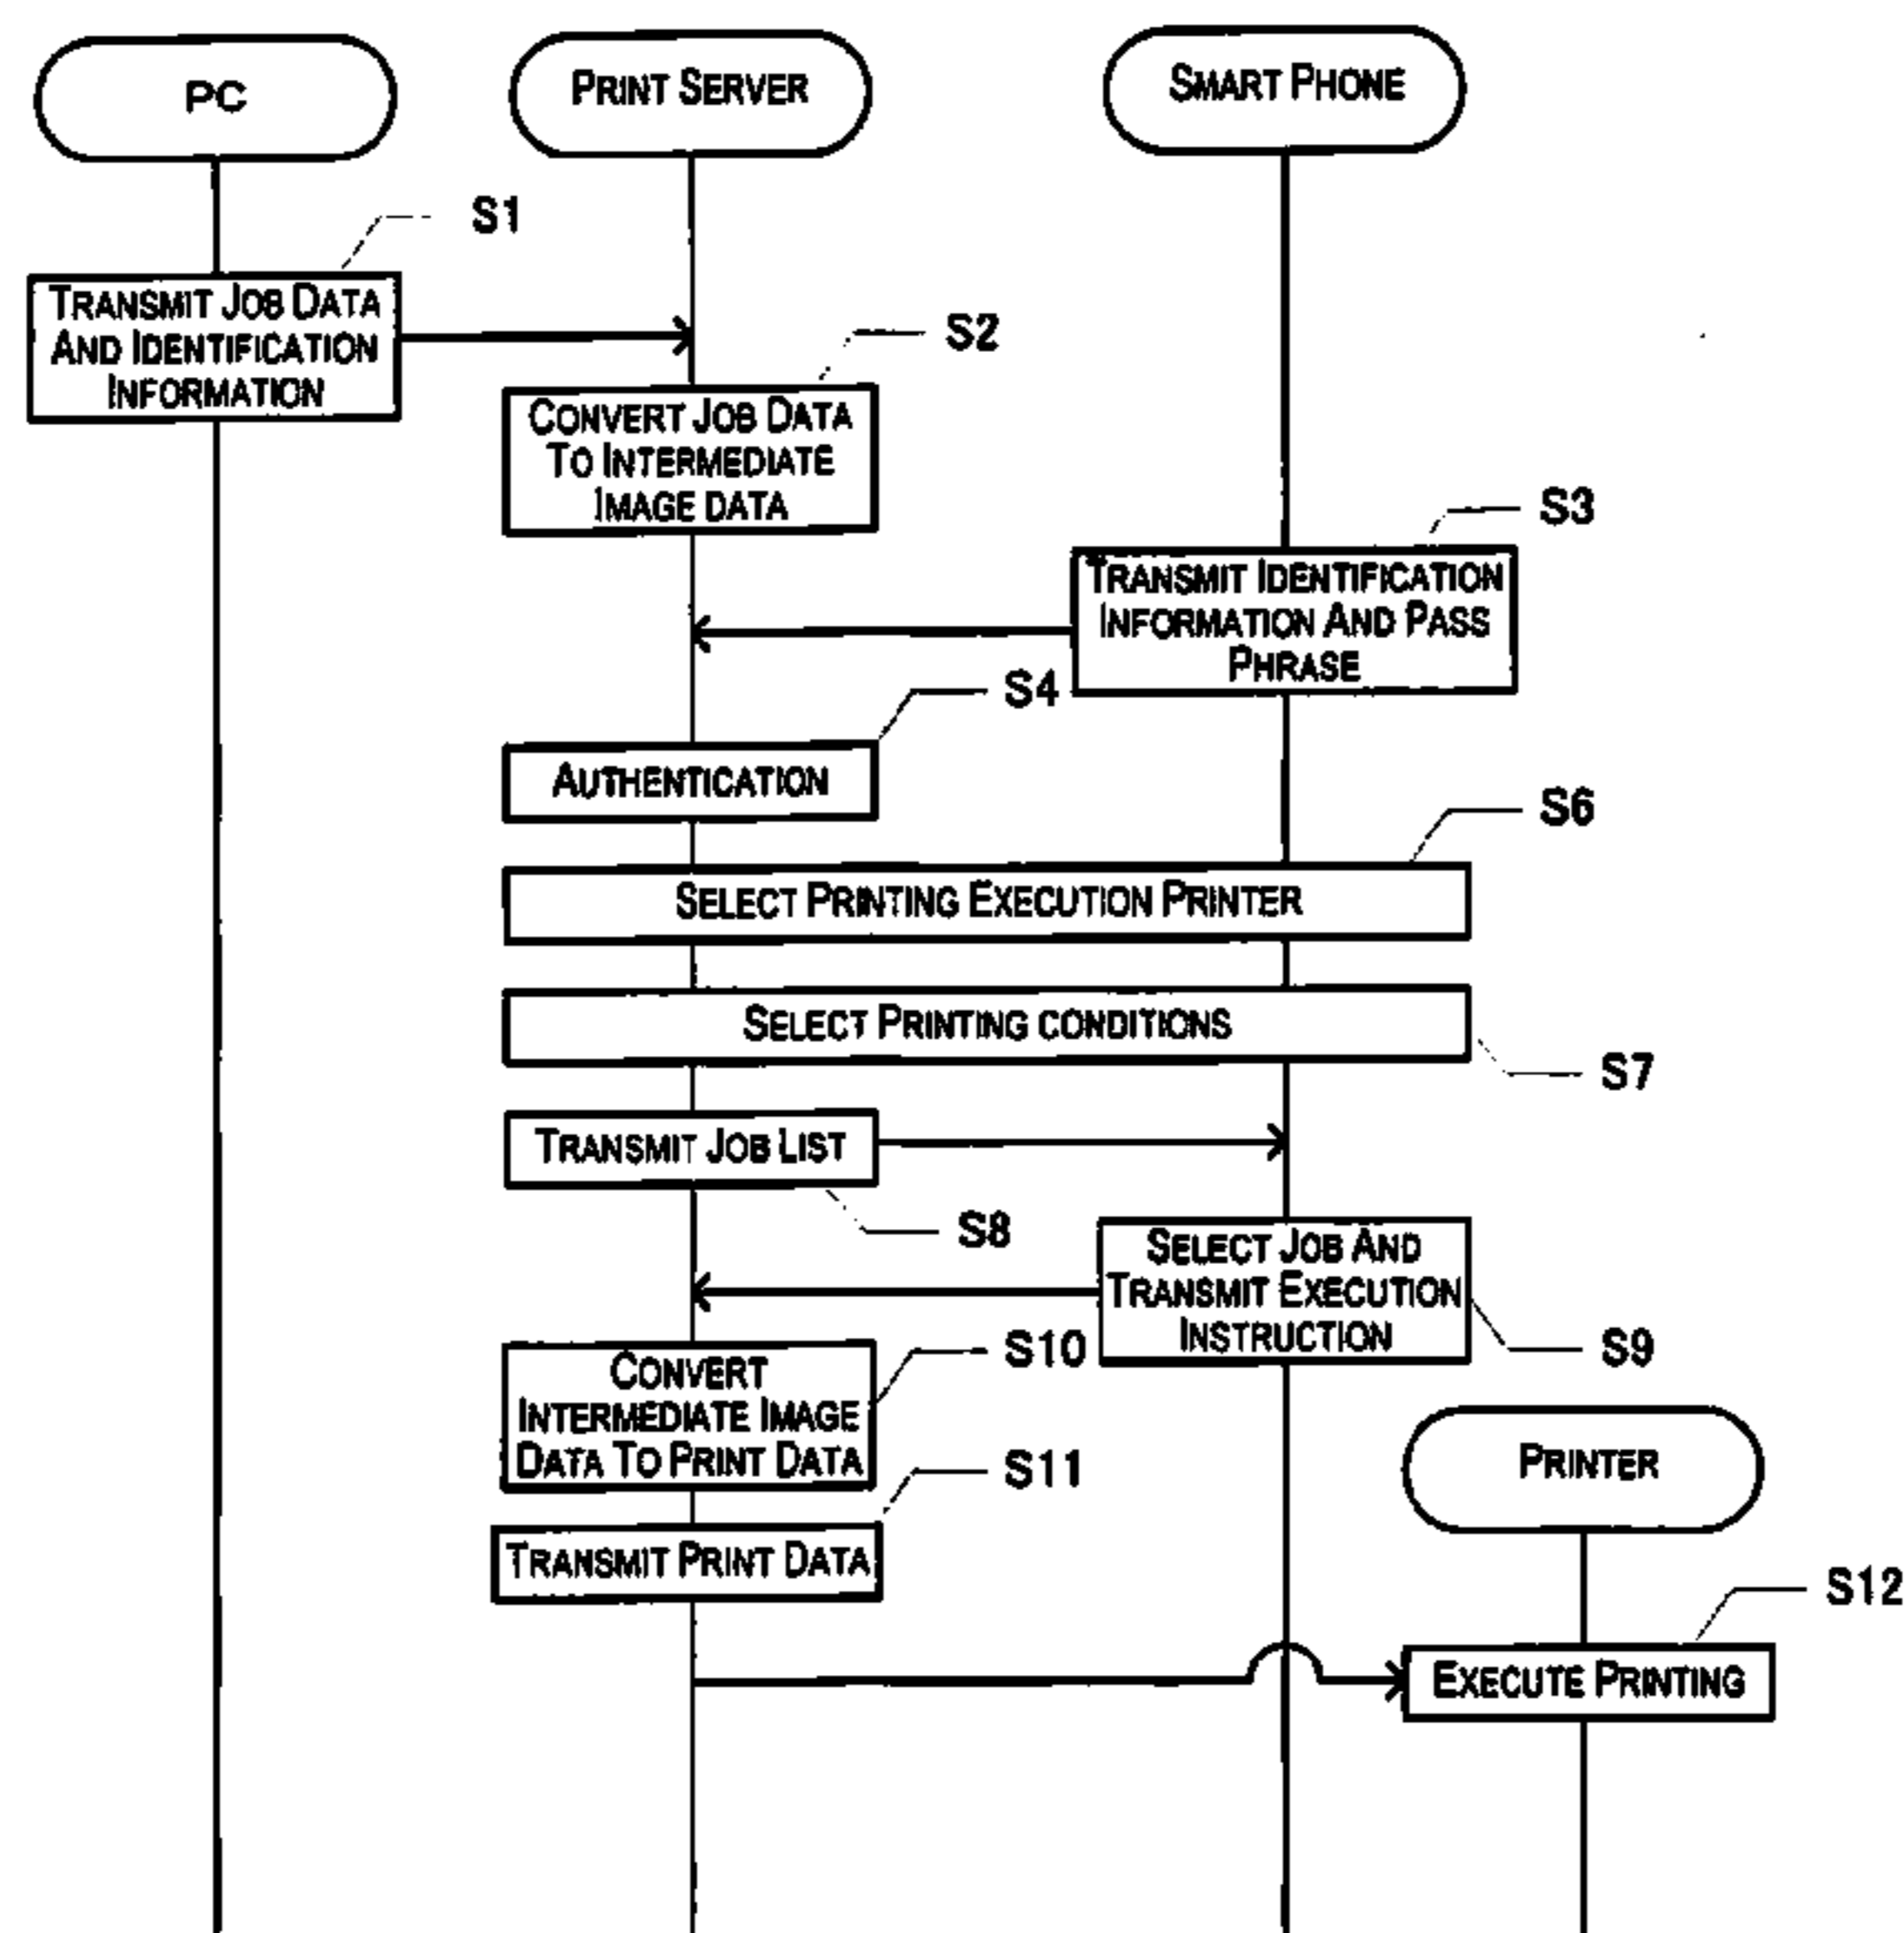 PC
PRINT SERVER
SMART PHONE
S1
TRANSMIT JOB DATA
AND IDENTIFICATION
INFORMATION
S2
CONVERT JOB DATA
TO INTERMEDIATE
IMAGE DATA
S3
TRANSMIT IDENTIFICATION
INFORMATION AND PASS
PHRASE
S4
AUTHENTICATION
S6
SELECT PRINTING EXECUTION PRINTER
SELECT PRINTING CONDITIONS
S7
TRANSMIT JOB LIST
S8
SELECT JOB AND
TRANSMIT EXECUTION
INSTRUCTION
S9
S10
CONVERT
INTERMEDIATE IMAGE
DATA TO PRINT DATA
S11
PRINTER
TRANSMIT PRINT DATA
S12
EXECUTE PRINTING